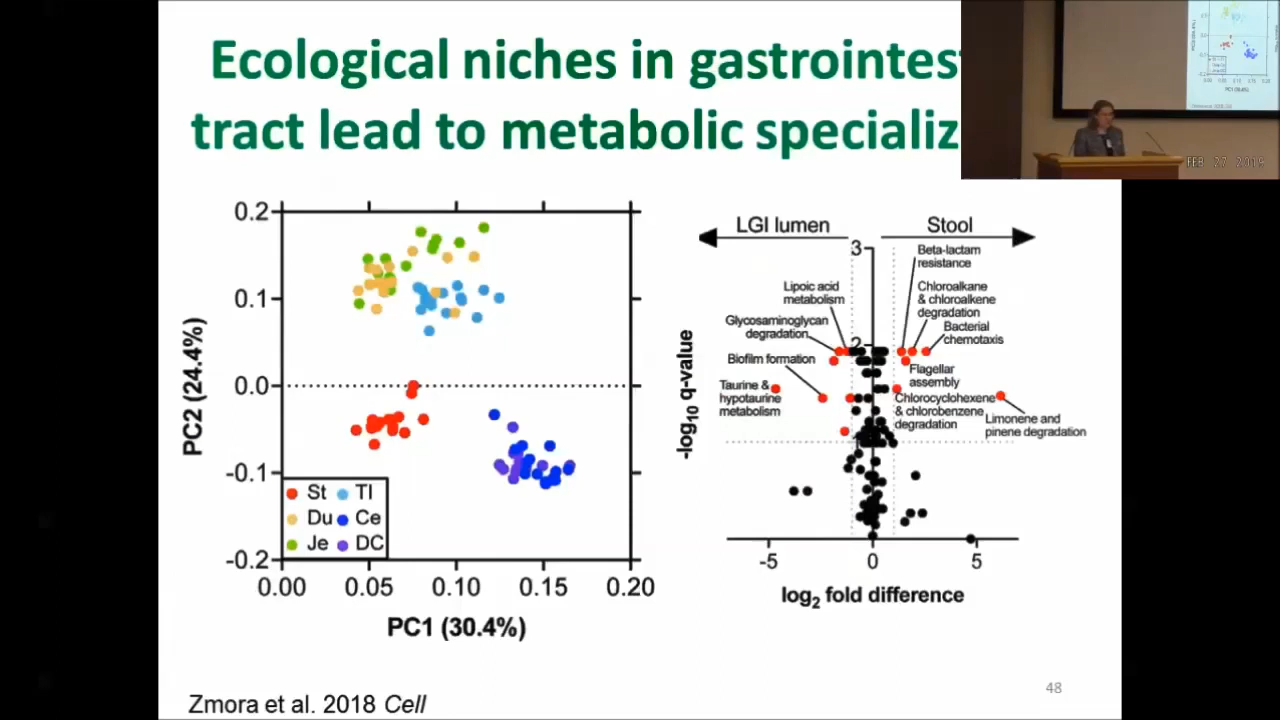 Ecological niches in gastrointes
tract lead to metabolic specializ
FEB 27 2019
0.2
0.1
0.0
-0.1
-0.2
PC2 (24.4%)
St
TI
Du
Ce
Je
DC
0.00
0.05
0.10
0.15
0.20
PC1 (30.4%)
LGI lumen
Stool
3
2
-log10 q-value
Beta-lactam
resistance
Lipoic acid
metabolism
Chloroalkane
& chloroalkene
degradation
Glycosaminoglycan
degradation
Bacterial
chemotaxis
Biofilm formation
Flagellar
assembly
Taurine &
hypotaurine
metabolism
Chlorocyclohexene
& chlorobenzene
degradation
Limonene and
pinene degradation
-5
0
5
log2 fold difference
Zmora et al. 2018 Cell
48